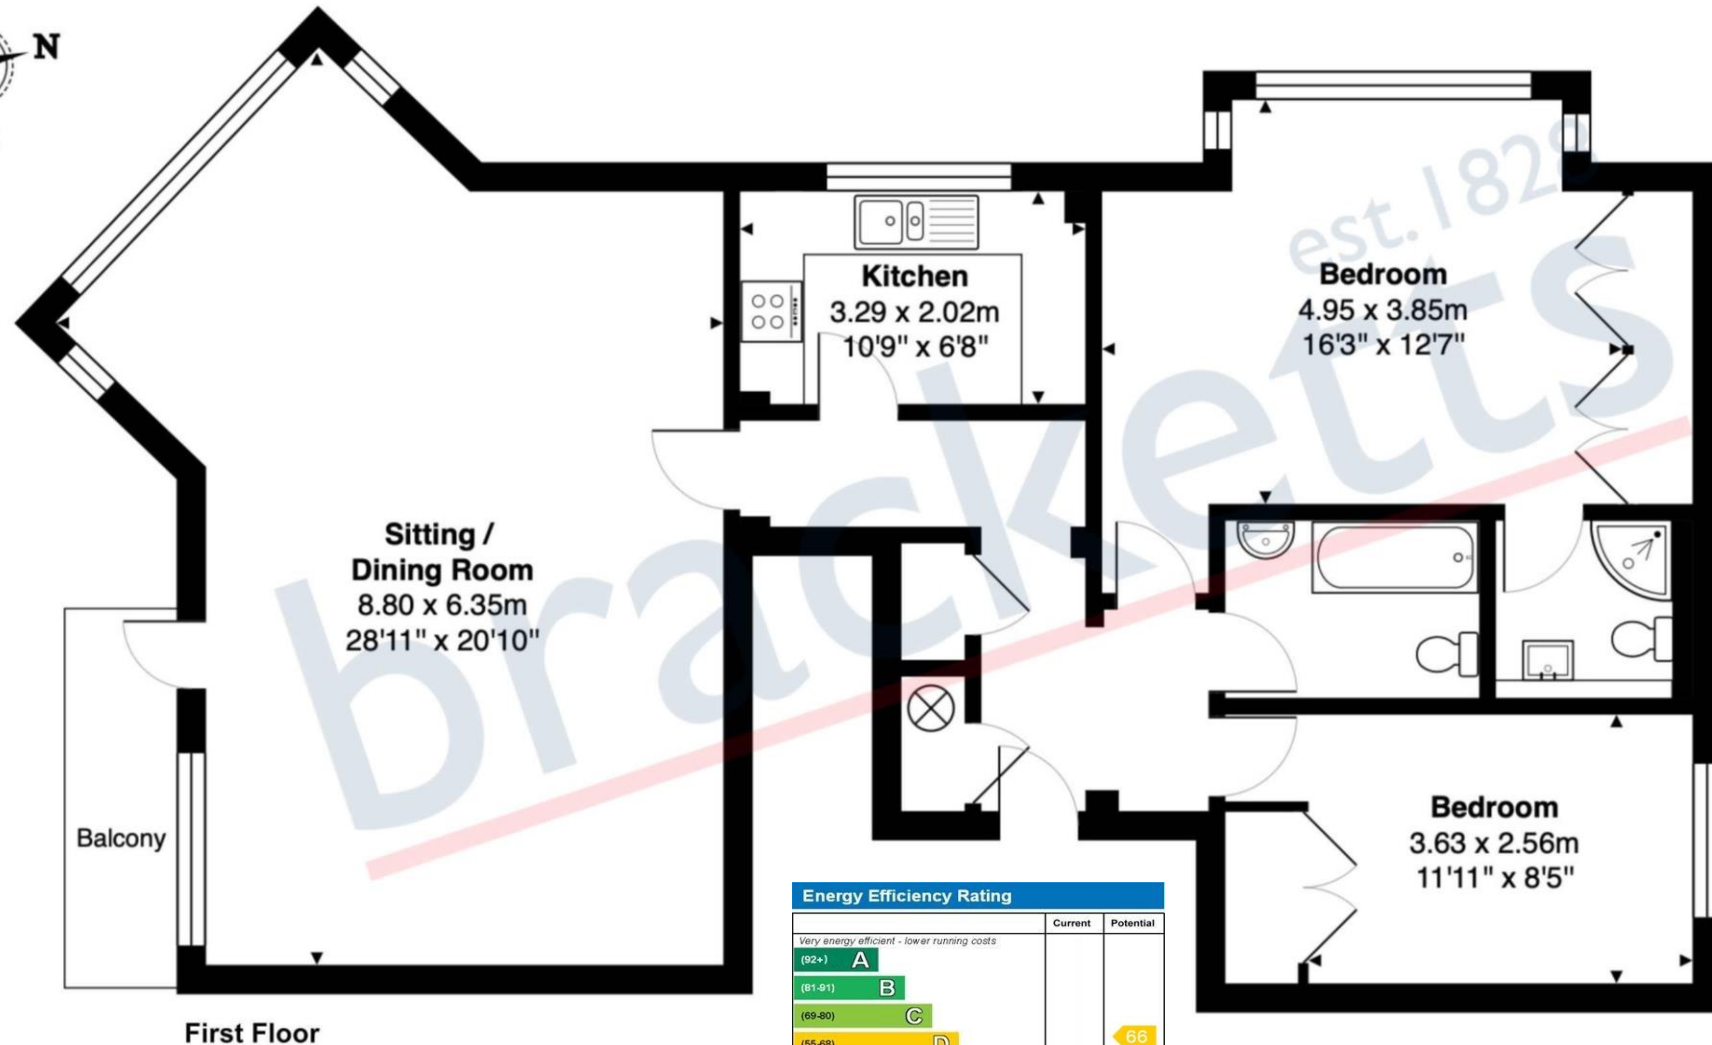 N
Kitchen
3.29 x 2.02m
10'9" x 6'8"
est.1828
Bedroom
4.95 x 3.85m
16'3" x 12'7"
Sitting /
Dining Room
8.80 x 6.35m
28'11" x 20'10"
bracketts
Balcony
Bedroom
3.63 x 2.56m
11'11" x 8'5"
First Floor
Energy Efficiency Rating
Current Potential
Very energy efficient - lower running costs
(92+) A
(81-91) B
(69-80) C
(55-68) D
66